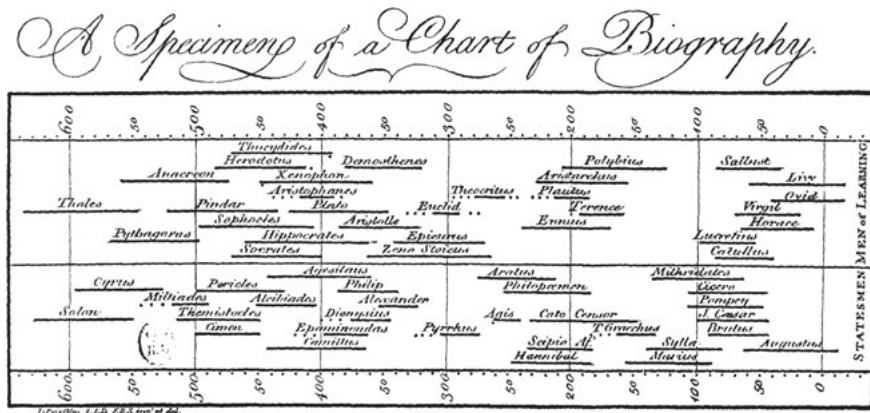 A Specimen of a Chart of Biography.
600 50 500 50 400 50 300 50 200 50 100 50 0
Thucydides
Herodotus Demosthenes Polybius Sallust
Anacreon Xenophon Aristarchus Livy
Aristophanes Theocritus Plautus Ovid
Thales Pindar Plato Euclid Terence Virgil
Sophocles Aristotle Ennius Horace
Pythagoras Hippocrates Epicurus Lucretius
Socrates Zeno Stoicus Catullus
MEN of LEARNING
Agesilaus Aratus Mithridates
Cyrus Pericles Philip Philopæmen Cicero
Miltiades Alcibiades Alexander Pompey
Solon Themistocles Dionysius Agis Cato Censor J. Cæsar
Cimon Epaminondas Pyrrhus T. Gracchus Brutus
Camillus Scipio Af. Sylla Augustus
Hannibal Marius
STATESMEN
600 50 500 50 400 50 300 50 200 50 100 50 0